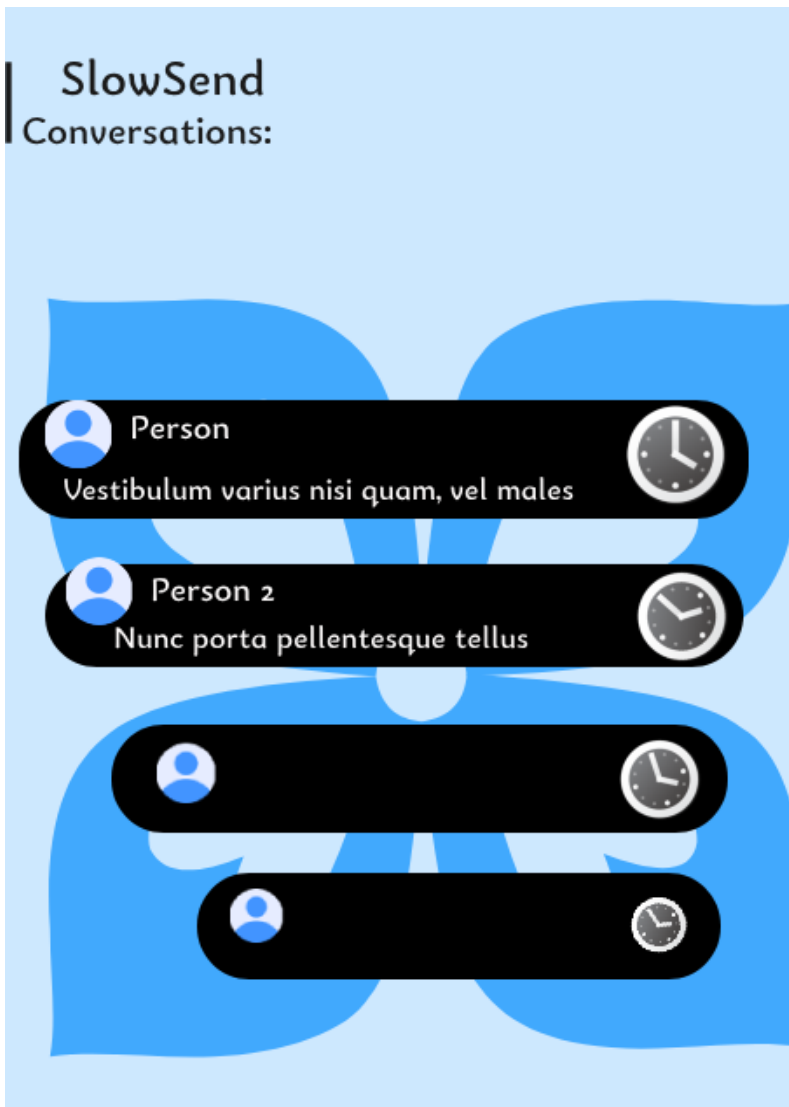 SlowSend
Conversations:
Person
Vestibulum varius nisi quam, vel males
Person 2
Nunc porta pellentesque tellus